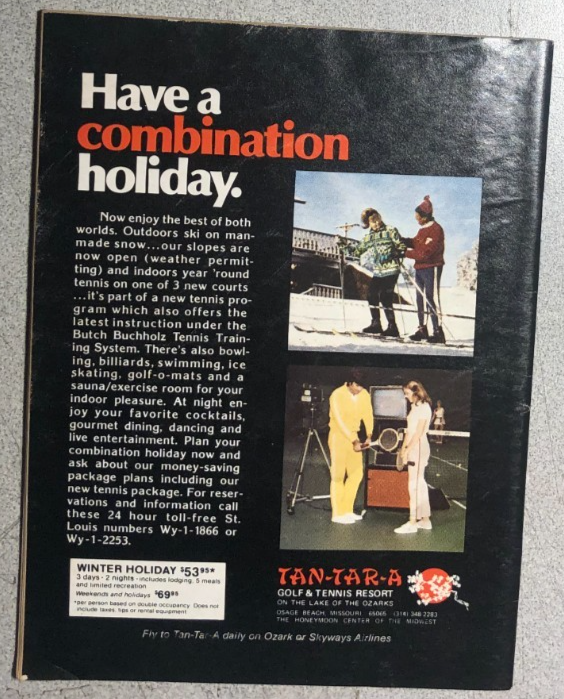 Have a
combination
holiday.
Now enjoy the best of both
worlds. Outdoors ski on man-
made snow...our slopes are
now open (weather permit-
ting) and indoors year 'round
tennis on one of 3 new courts
...it's part of a new tennis pro-
gram which also offers the
latest instruction under the
Butch Buchholz Tennis Train-
ing System. There's also bowl-
ing, billiards, swimming, ice
skating, golf-o-mats and a
sauna/exercise room for your
indoor pleasure. At night en-
joy your favorite cocktails,
gourmet dining, dancing and
live entertainment. Plan your
combination holiday now and
ask about our money-saving
package plans including our
new tennis package. For reser-
vations and information call
these 24 hour toll-free St.
Louis numbers Wy-1-1866 or
Wy-1-2253.
WINTER HOLIDAY $53.95*
3 days - 2 nights - includes lodging, 5 meals
and limited recreation
Weekends and holidays $69.95
*per person based on double occupancy. Does not
include taxes, tips or rental equipment
TAN-TAR-A
GOLF & TENNIS RESORT
ON THE LAKE OF THE OZARKS
OSAGE BEACH, MISSOURI 65065 (314) 348-2283
THE HONEYMOON CENTER OF THE MIDWEST
Fly to Tan-Tar-A daily on Ozark or Skyways Airlines